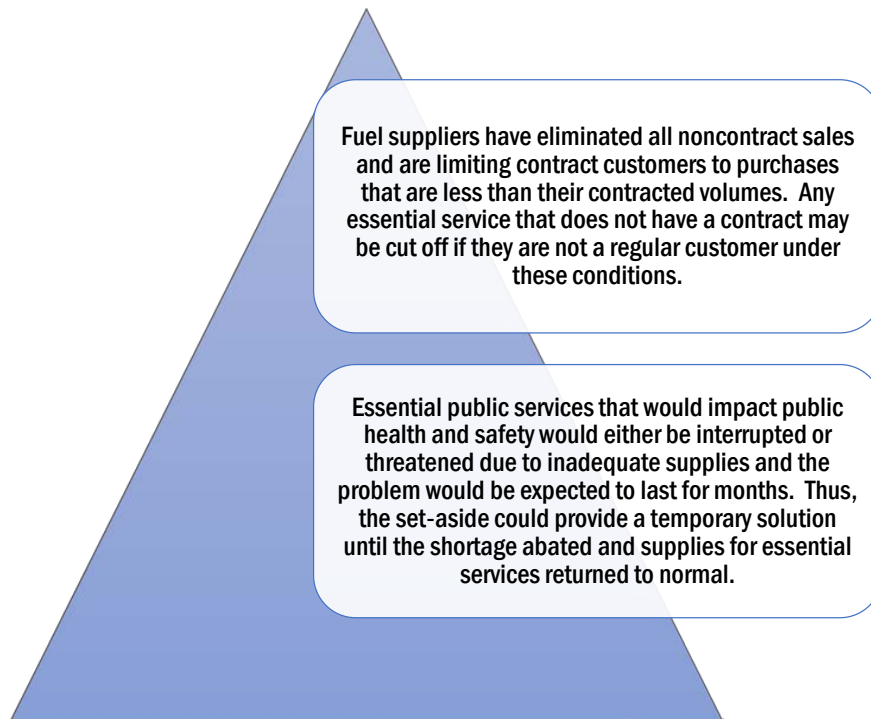 Fuel suppliers have eliminated all noncontract sales
and are limiting contract customers to purchases
that are less than their contracted volumes.  Any
essential service that does not have a contract may
be cut off if they are not a regular customer under
these conditions.
Essential public services that would impact public
health and safety would either be interrupted or
threatened due to inadequate supplies and the
problem would be expected to last for months.  Thus,
the set-aside could provide a temporary solution
until the shortage abated and supplies for essential
services returned to normal.